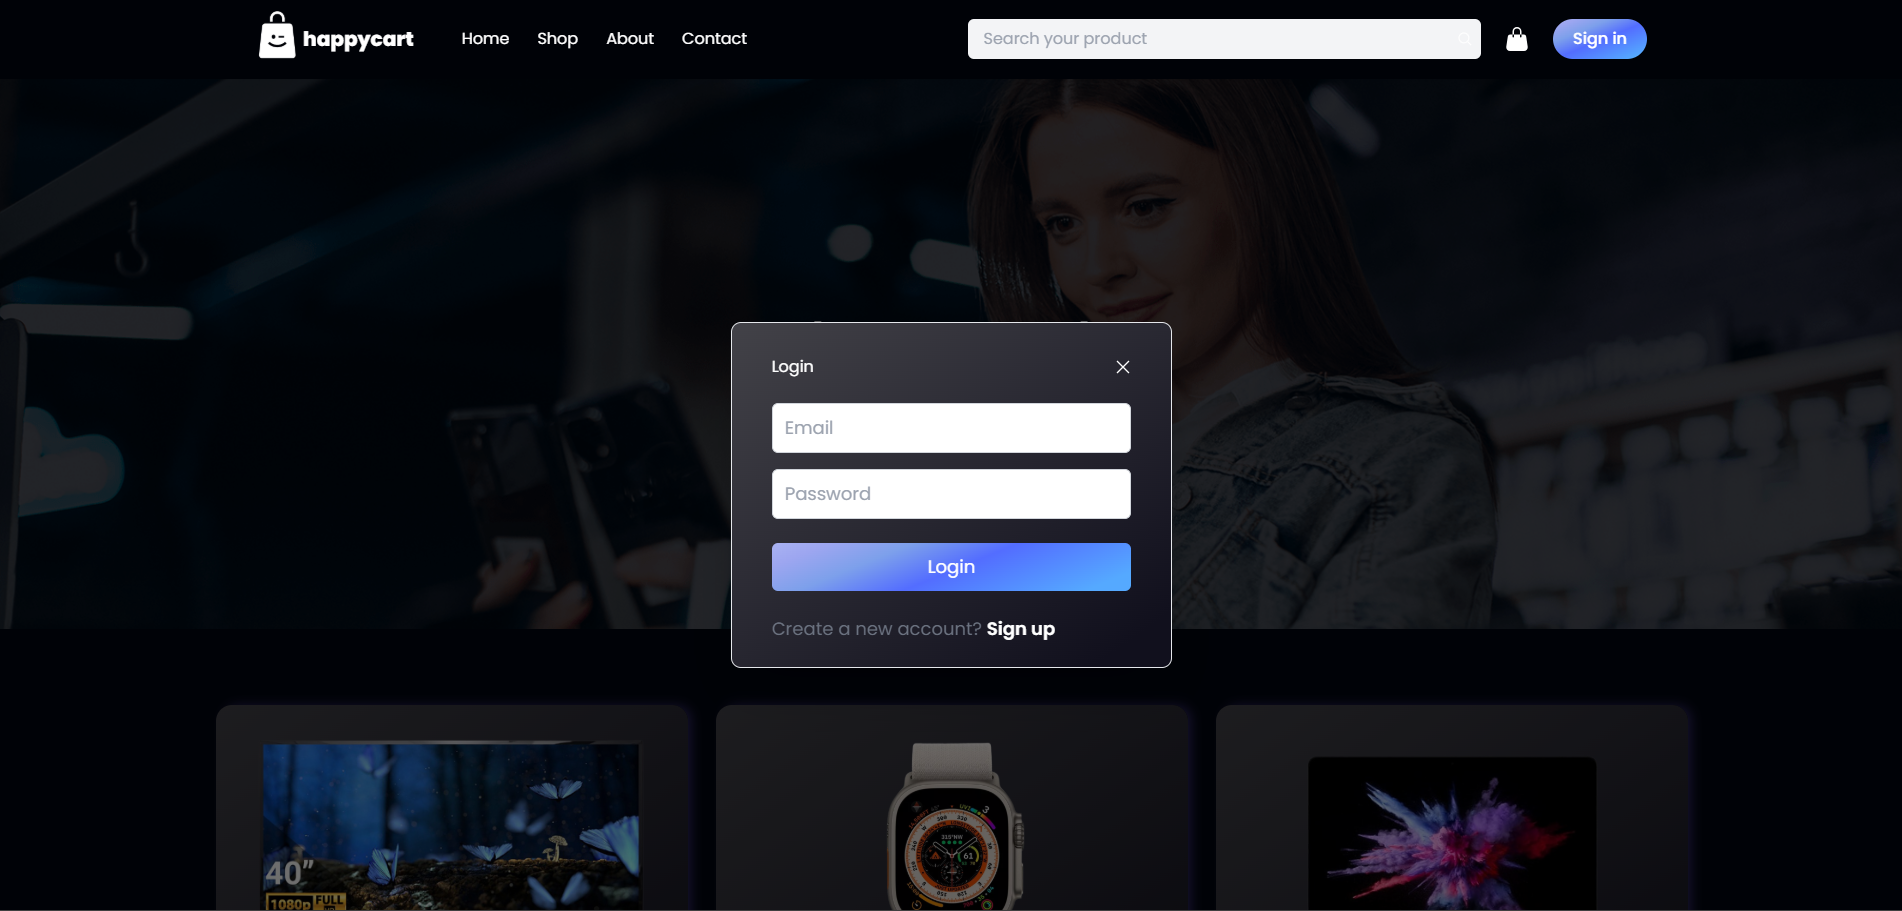 happycart
Home
Shop
About
Contact
Search your product
Sign in
Login
Email
Password
Login
Create a new account? Sign up
40”
1080p FULL